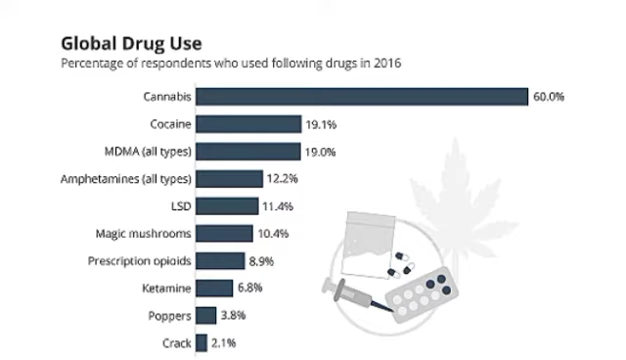 Global Drug Use
Percentage of respondents who used following drugs in 2016
Cannabis 60.0%
Cocaine 19.1%
MDMA (all types) 19.0%
Amphetamines (all types) 12.2%
LSD 11.4%
Magic mushrooms 10.4%
Prescription opioids 8.9%
Ketamine 6.8%
Poppers 3.8%
Crack 2.1%